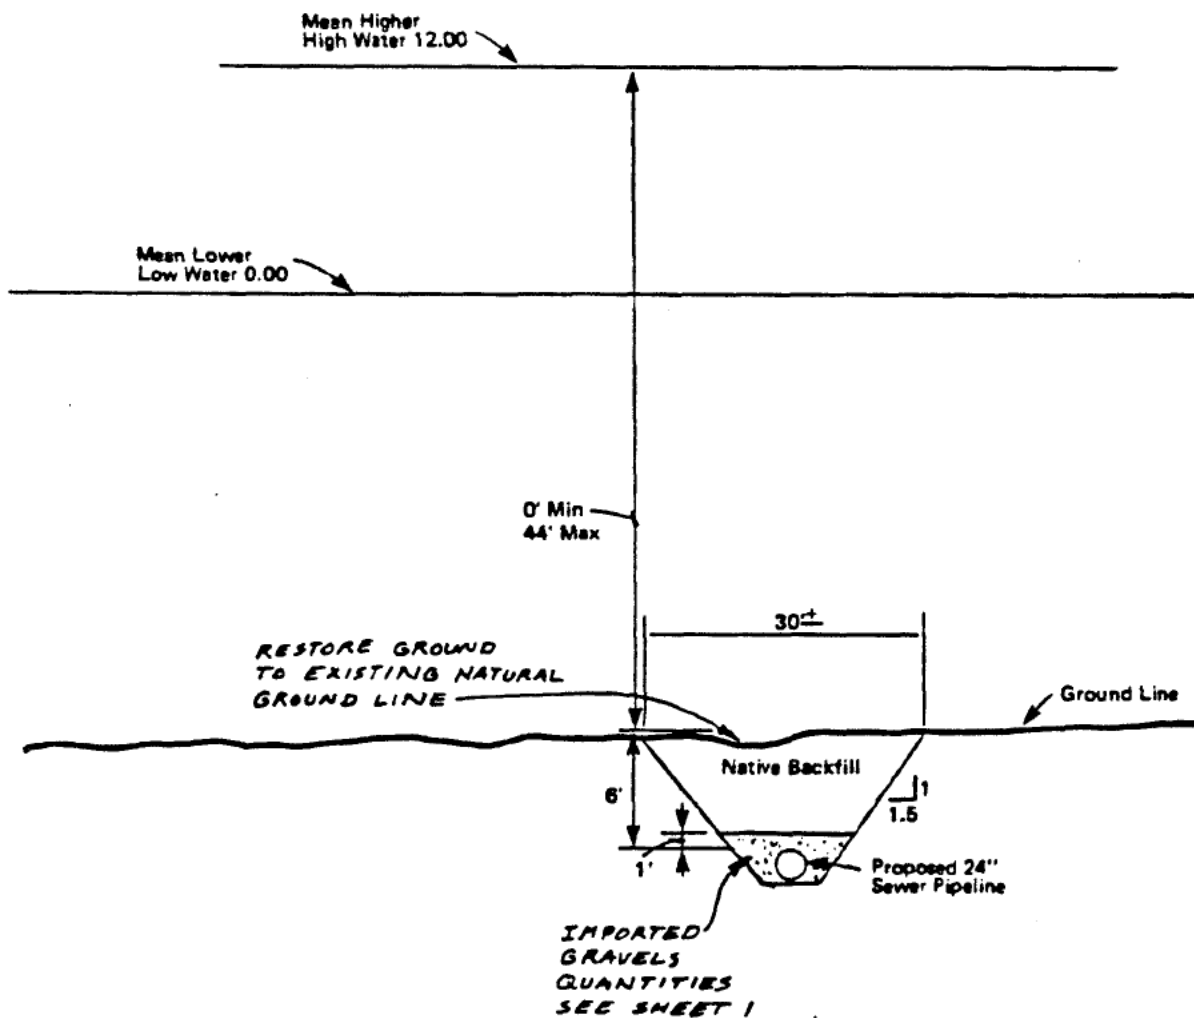 Mean Higher
High Water 12.00
Mean Lower
Low Water 0.00
0' Min
44' Max
30'±
RESTORE GROUND
TO EXISTING NATURAL
GROUND LINE
Ground Line
Native Backfill
6'
1
1.5
1'
Proposed 24"
Sewer Pipeline
IMPORTED
GRAVELS
QUANTITIES
SEE SHEET 1